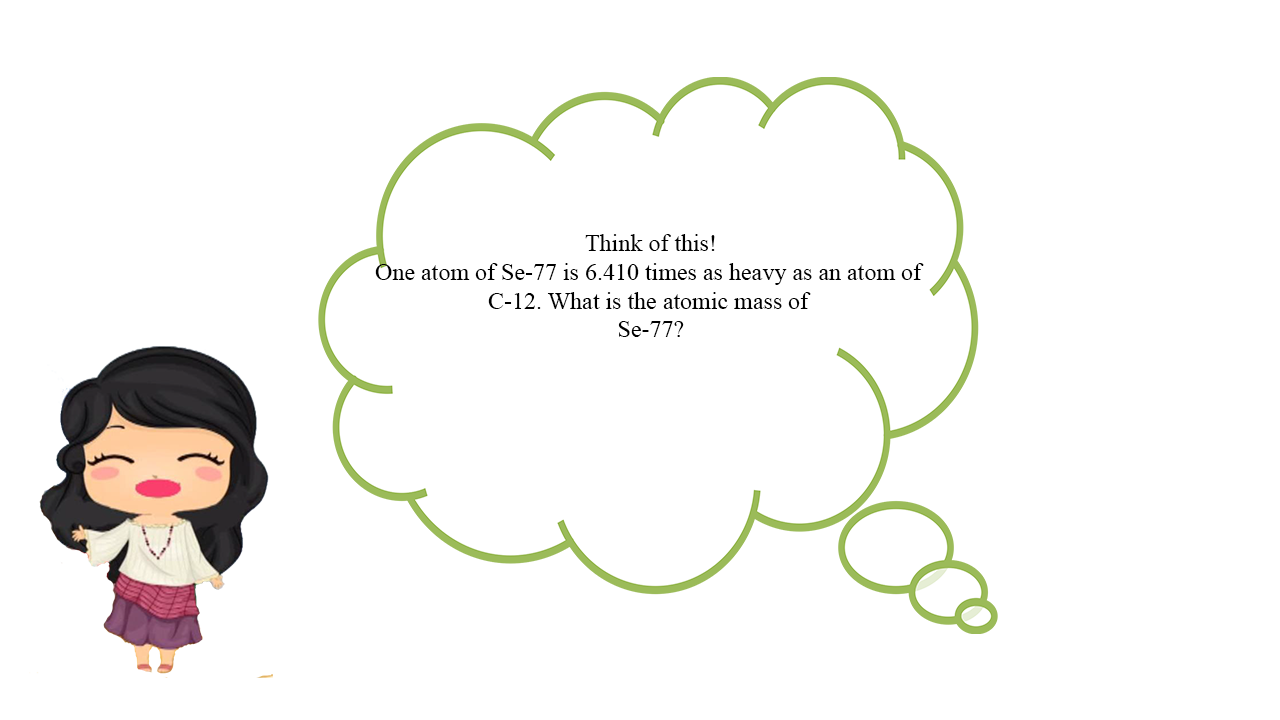 Think of this!
One atom of Se-77 is 6.410 times as heavy as an atom of
C-12. What is the atomic mass of
Se-77?